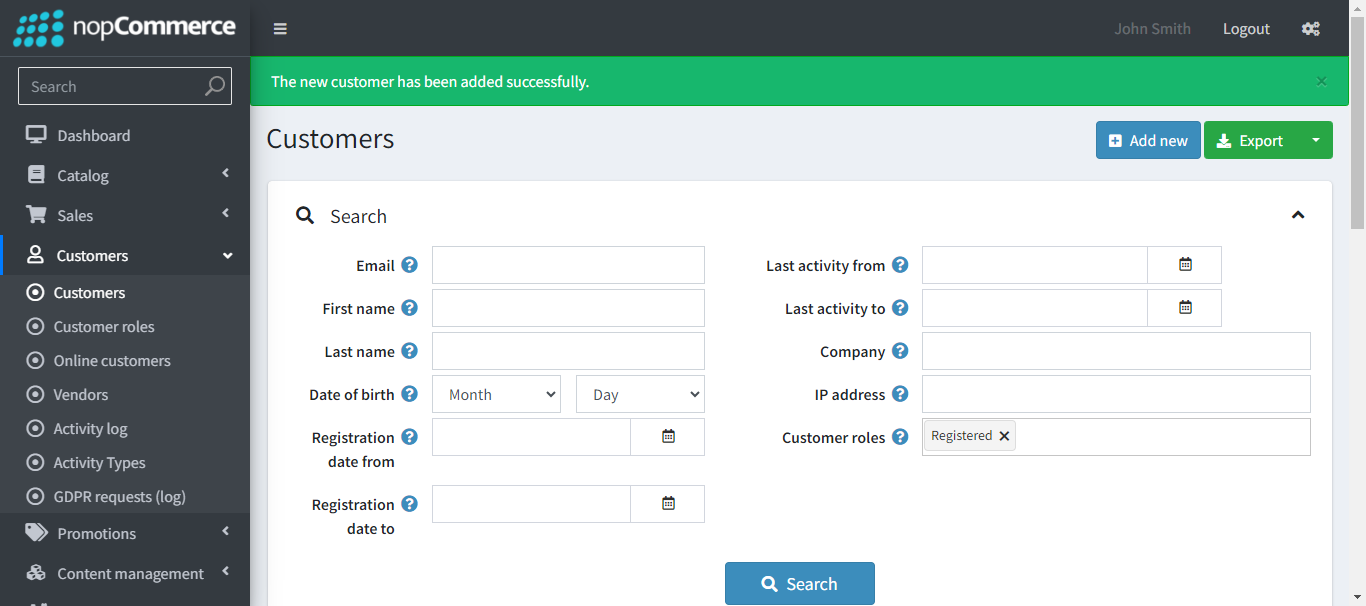 nopCommerce
John Smith
Logout
Search
The new customer has been added successfully.
×
Dashboard
Catalog
Sales
Customers
Customers
Customer roles
Online customers
Vendors
Activity log
Activity Types
GDPR requests (log)
Promotions
Content management
Customers
Add new
Export
Search
Email
First name
Last name
Date of birth
Month
Day
Registration
date from
Registration
date to
Last activity from
Last activity to
Company
IP address
Customer roles
Registered
Search